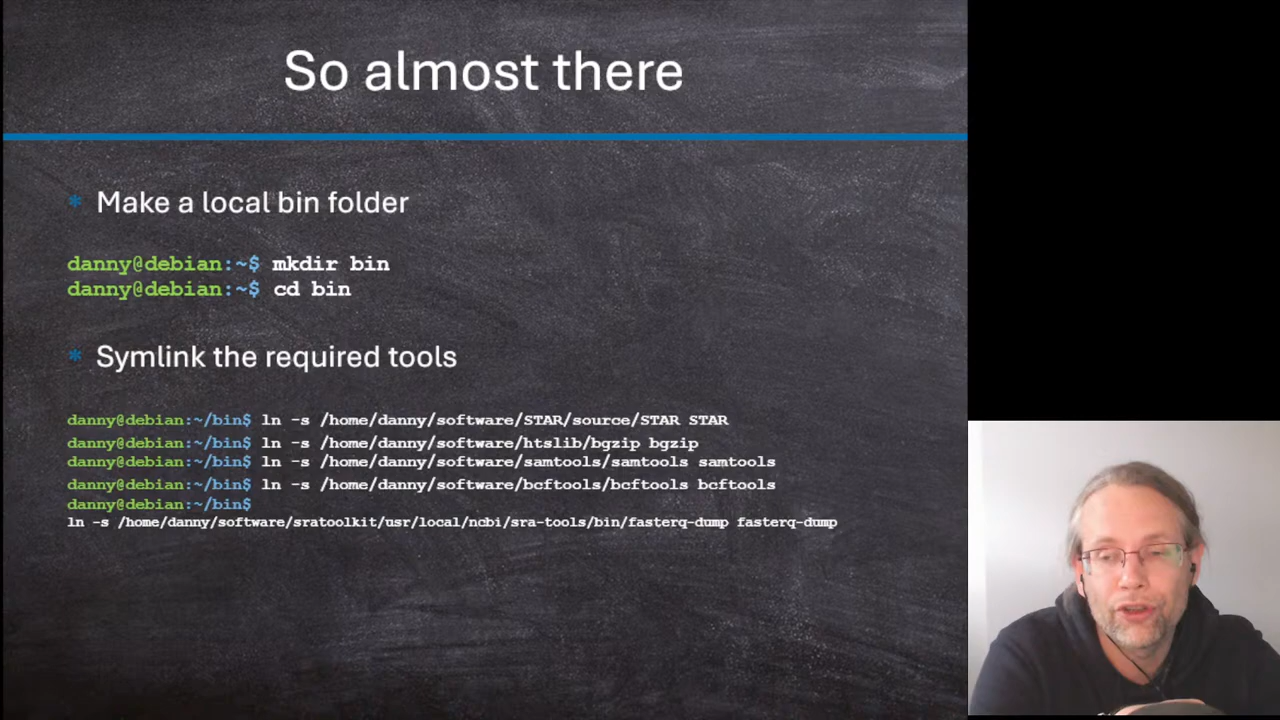 So almost there
* Make a local bin folder
danny@debian:~$ mkdir bin
danny@debian:~$ cd bin
* Symlink the required tools
danny@debian:~/bin$ ln -s /home/danny/software/STAR/source/STAR STAR
danny@debian:~/bin$ ln -s /home/danny/software/htslib/bgzip bgzip
danny@debian:~/bin$ ln -s /home/danny/software/samtools/samtools samtools
danny@debian:~/bin$ ln -s /home/danny/software/bcftools/bcftools bcftools
danny@debian:~/bin$
ln -s /home/danny/software/sratoolkit/usr/local/ncbi/sra-tools/bin/fasterq-dump fasterq-dump